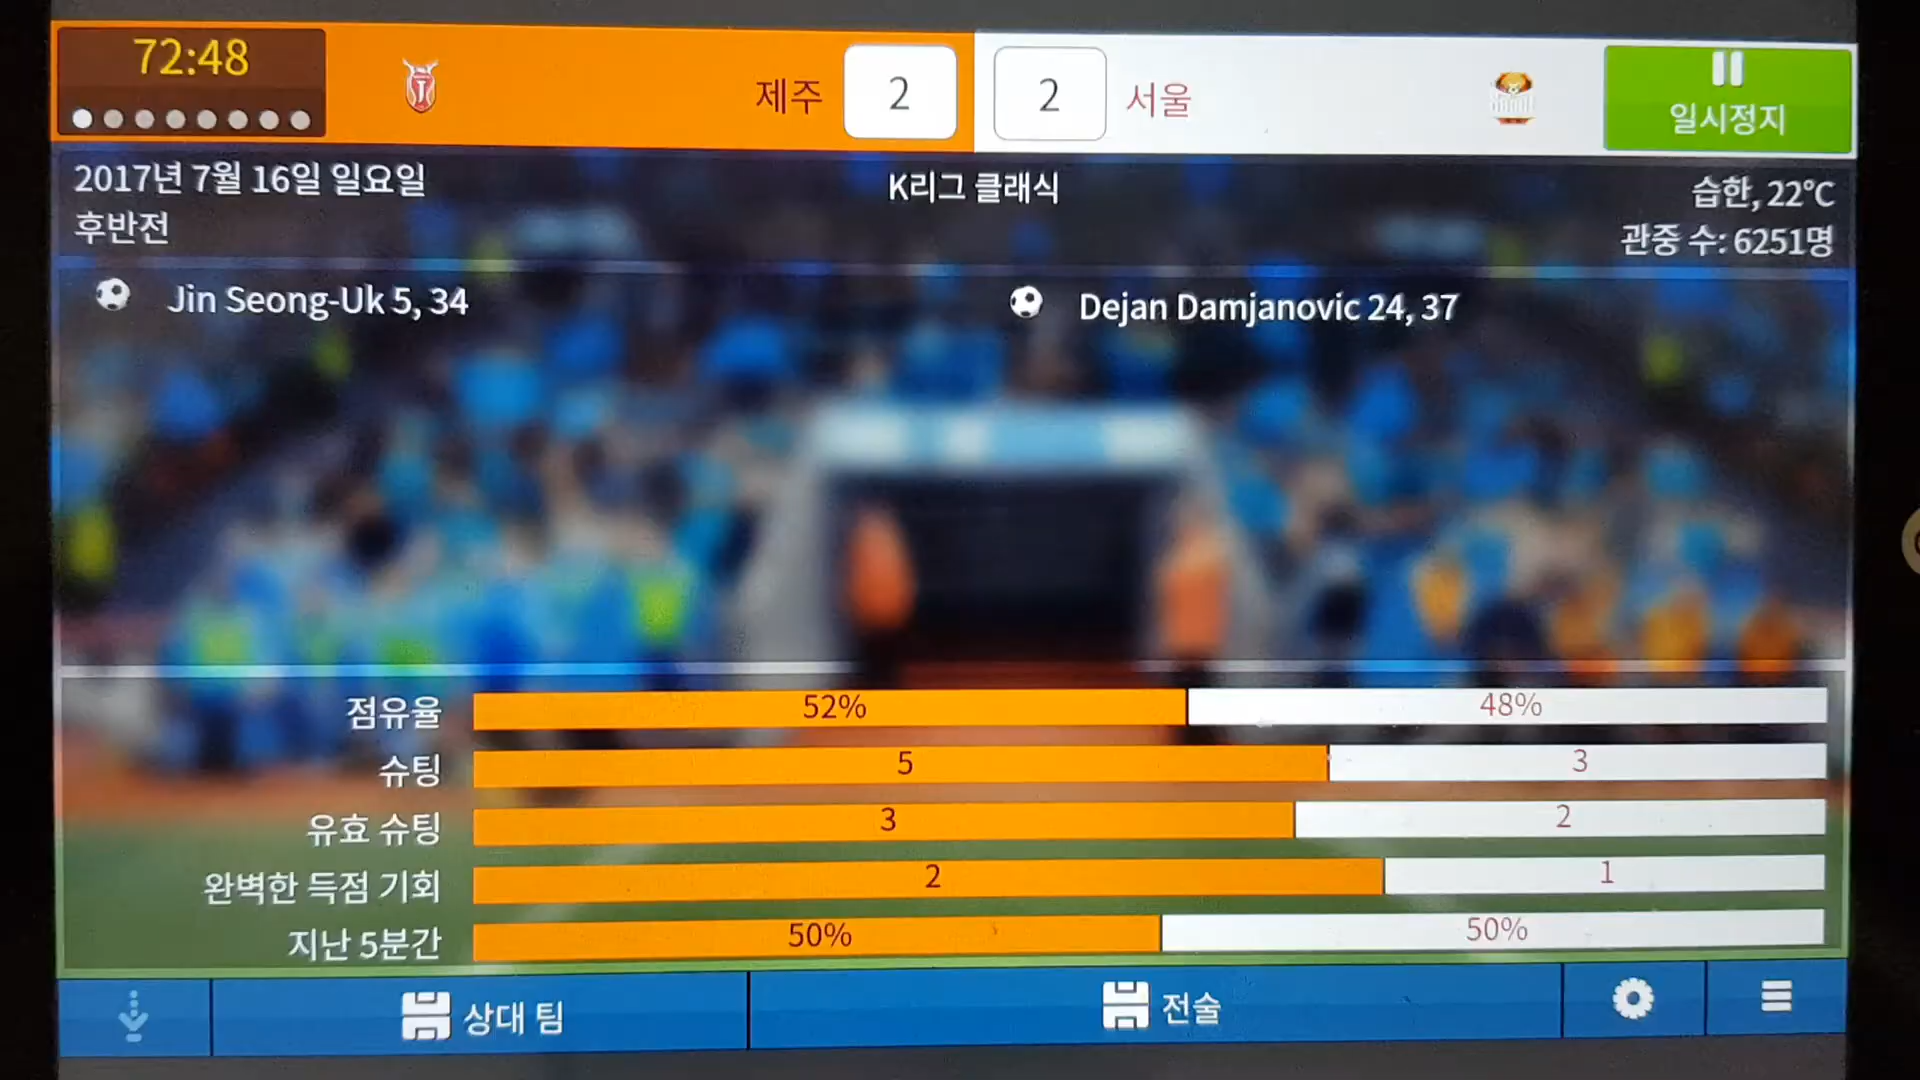 72:48
제주 2
2 서울
일시정지
2017년 7월 16일 일요일
K리그 클래식
습한, 22°C
후반전
관중 수: 6251명
Jin Seong-Uk 5, 34
Dejan Damjanovic 24, 37
점유율 52% 48%
슈팅 5 3
유효 슈팅 3 2
완벽한 득점 기회 2 1
지난 5분간 50% 50%
상대 팀
전술